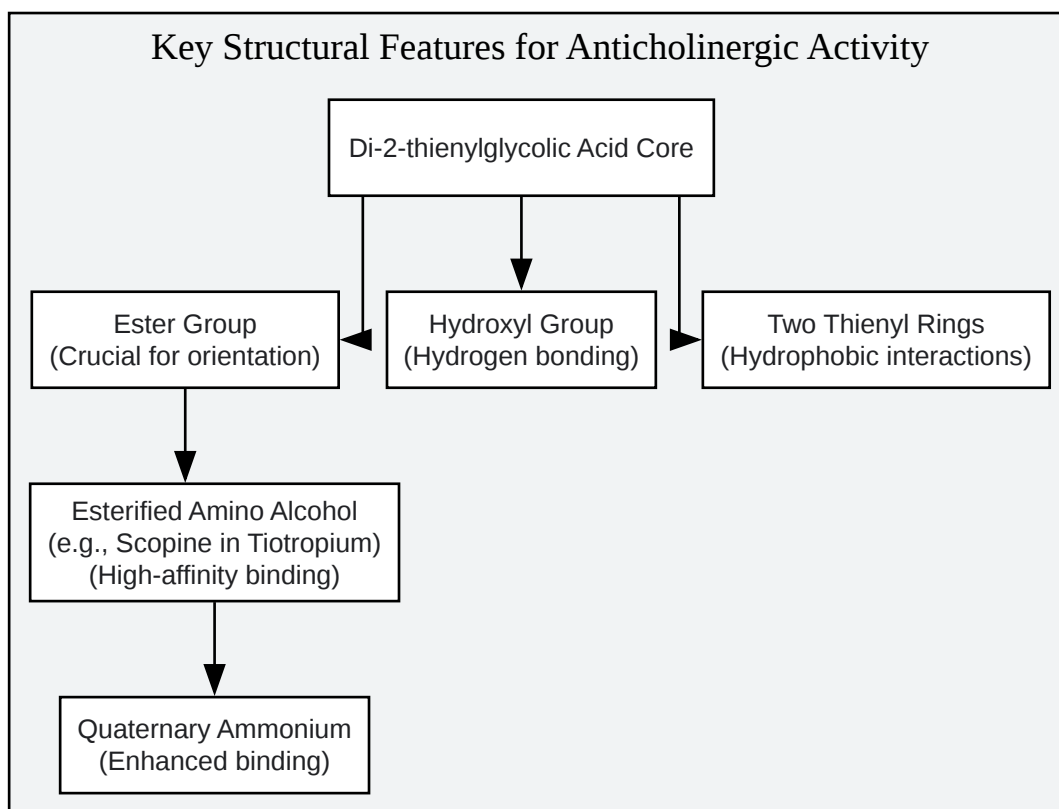 Key Structural Features for Anticholinergic Activity
Di-2-thienylglycolic Acid Core
Ester Group
(Crucial for orientation)
Hydroxyl Group
(Hydrogen bonding)
Two Thienyl Rings
(Hydrophobic interactions)
Esterified Amino Alcohol
(e.g., Scopine in Tiotropium)
(High-affinity binding)
Quaternary Ammonium
(Enhanced binding)